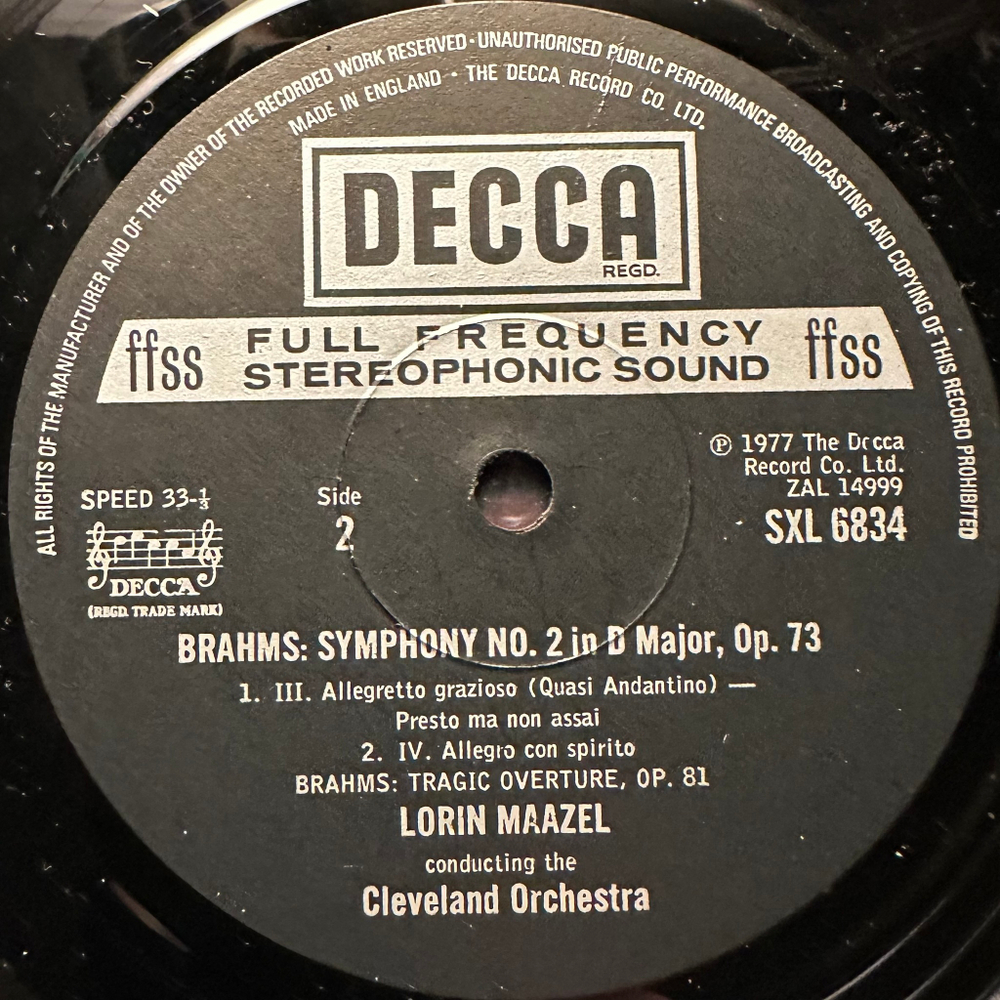 ALL RIGHTS OF THE MANUFACTURER AND OF THE OWNER OF THE RECORDED WORK RESERVED · UNAUTHORISED PUBLIC PERFORMANCE BROADCASTING AND COPYING OF THIS RECORD PROHIBITED
MADE IN ENGLAND · THE DECCA RECORD CO. LTD.
DECCA
REGD.
ffss FULL FREQUENCY STEREOPHONIC SOUND ffss
℗ 1977 The Decca
Record Co. Ltd.
ZAL 14999
SXL 6834
SPEED 33-⅓
DECCA
(REGD. TRADE MARK)
Side
2
BRAHMS: SYMPHONY NO. 2 in D Major, Op. 73
1. III. Allegretto grazioso (Quasi Andantino) —
Presto ma non assai
2. IV. Allegro con spirito
BRAHMS: TRAGIC OVERTURE, OP. 81
LORIN MAAZEL
conducting the
Cleveland Orchestra